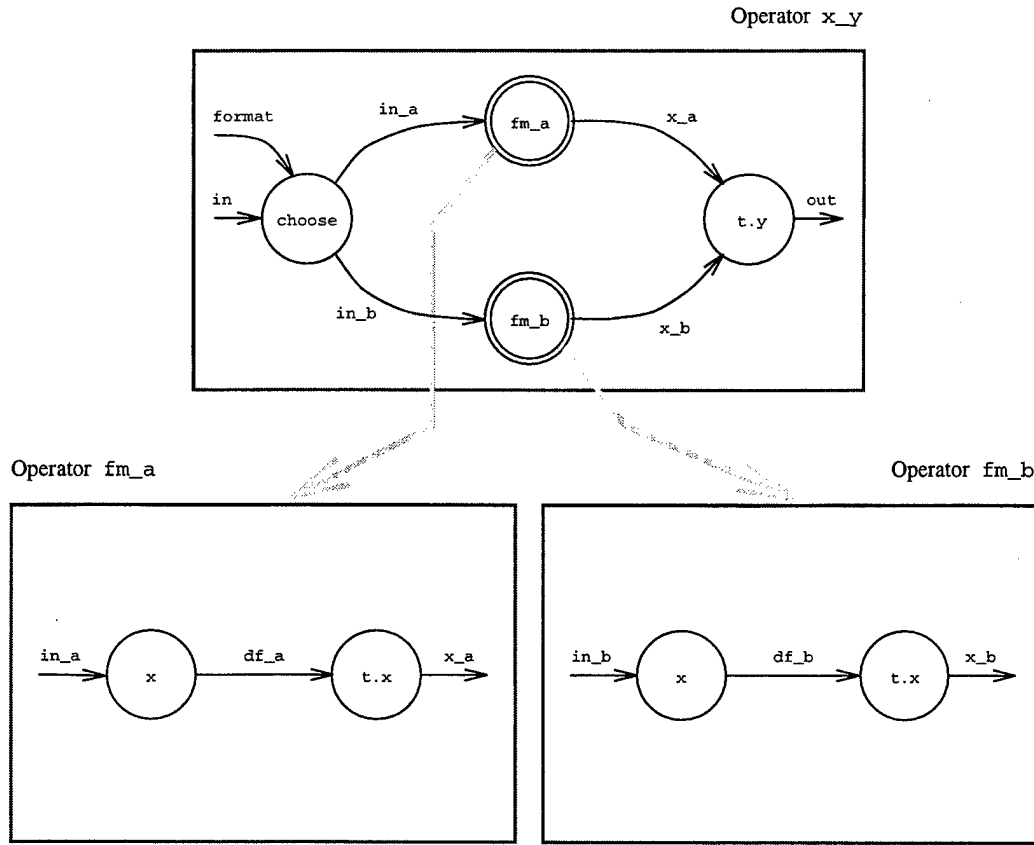 Operator x_y
in_a
x_a
format
fm_a
in
out
choose
t.y
in_b
fm_b
x_b
Operator fm_a
Operator fm_b
in_a
df_a
x_a
x
t.x
in_b
df_b
x_b
x
t.x